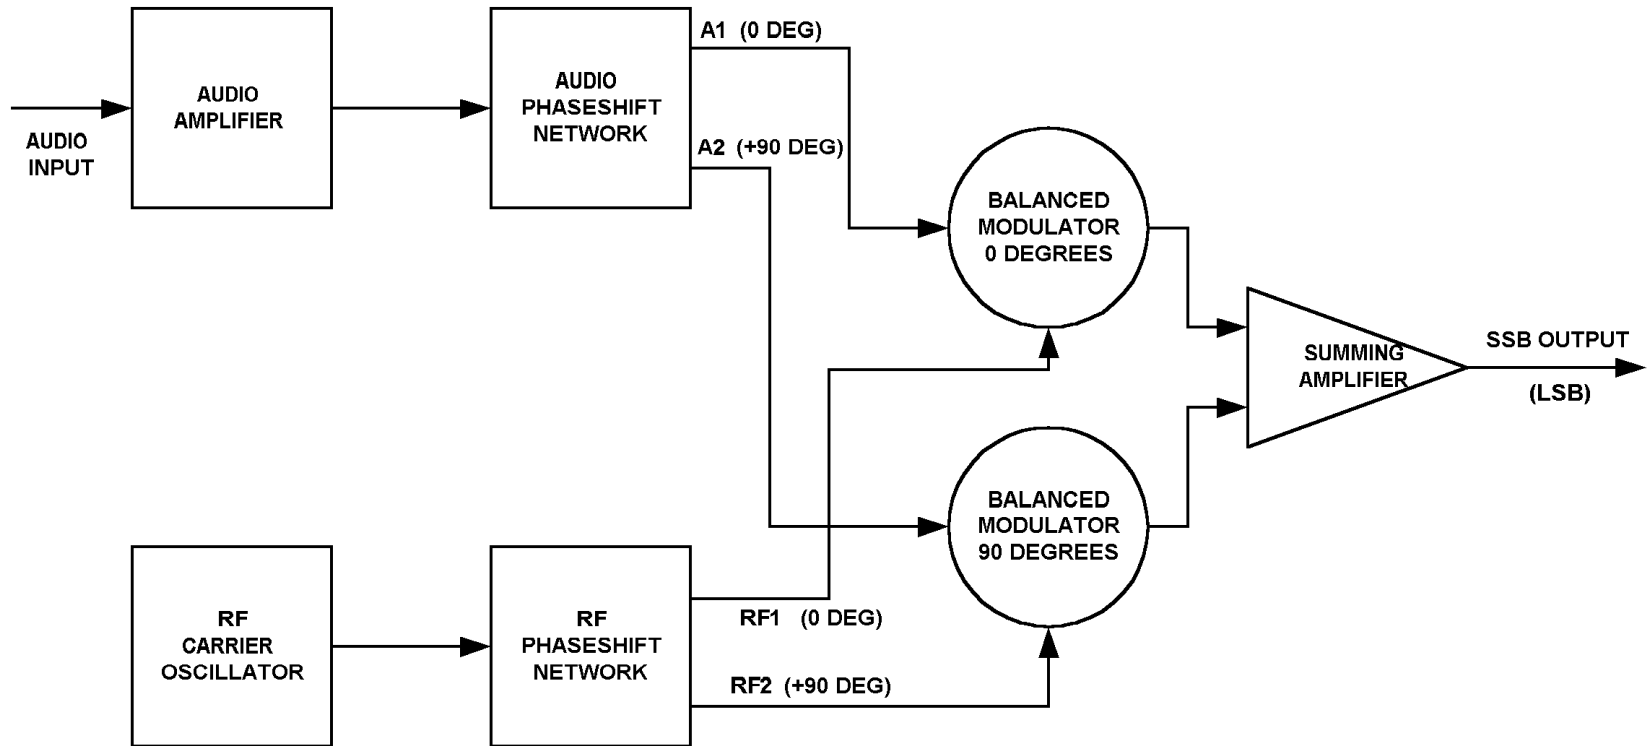 AUDIO
INPUT
AUDIO
AMPLIFIER
AUDIO
PHASESHIFT
NETWORK
A1 (0 DEG)
A2 (+90 DEG)
BALANCED
MODULATOR
0 DEGREES
SUMMING
AMPLIFIER
SSB OUTPUT
(LSB)
BALANCED
MODULATOR
90 DEGREES
RF
CARRIER
OSCILLATOR
RF
PHASESHIFT
NETWORK
RF1 (0 DEG)
RF2 (+90 DEG)